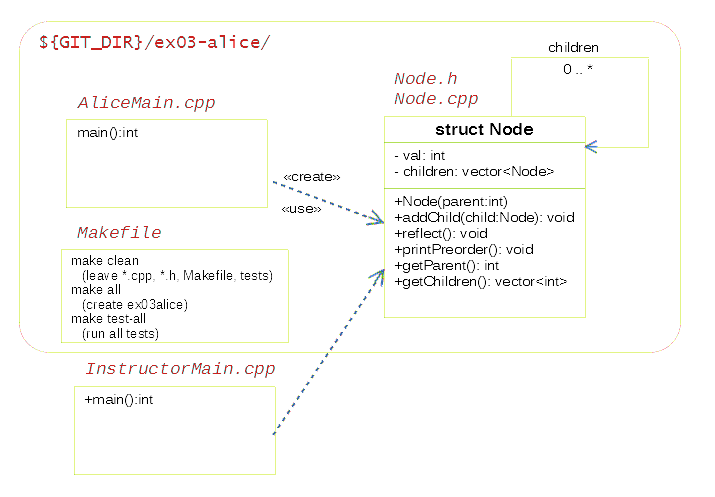 ${GIT_DIR}/ex03-alice/
children
0 .. *
Node.h
Node.cpp
AliceMain.cpp
main():int
struct Node
- val: int
- children: vector<Node>
«create»
«use»
+Node(parent:int)
+addChild(child:Node): void
+reflect(): void
+printPreorder(): void
+getParent(): int
+getChildren(): vector<int>
Makefile
make clean
(leave *.cpp, *.h, Makefile, tests)
make all
(create ex03alice)
make test-all
(run all tests)
InstructorMain.cpp
+main():int